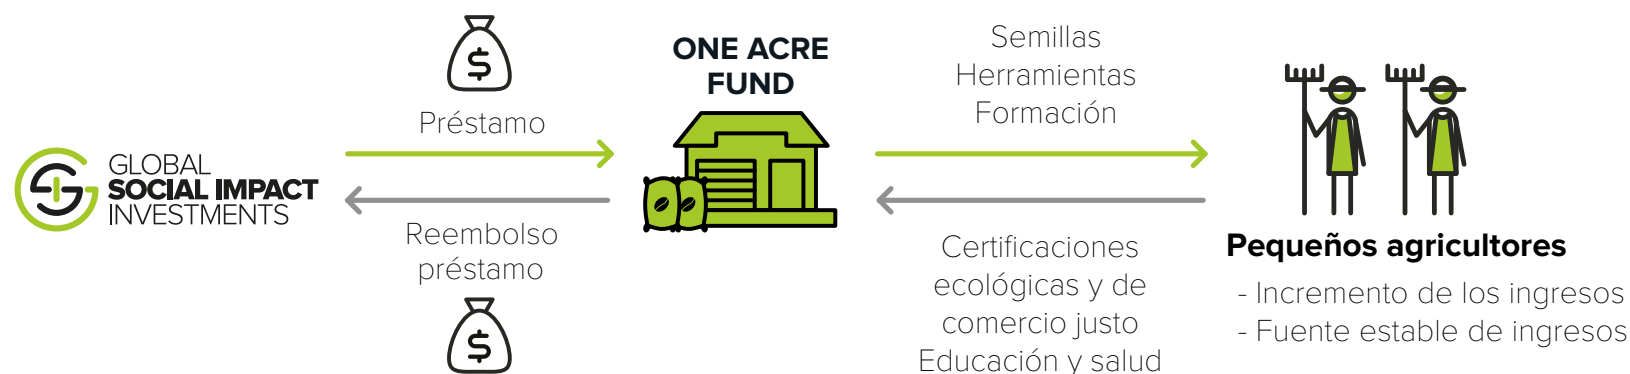 GLOBAL
SOCIAL IMPACT
INVESTMENTS
$
Préstamo
Reembolso
préstamo
$
ONE ACRE
FUND
Semillas
Herramientas
Formación
Certificaciones
ecológicas y de
comercio justo
Educación y salud
Pequeños agricultores
- Incremento de los ingresos
- Fuente estable de ingresos